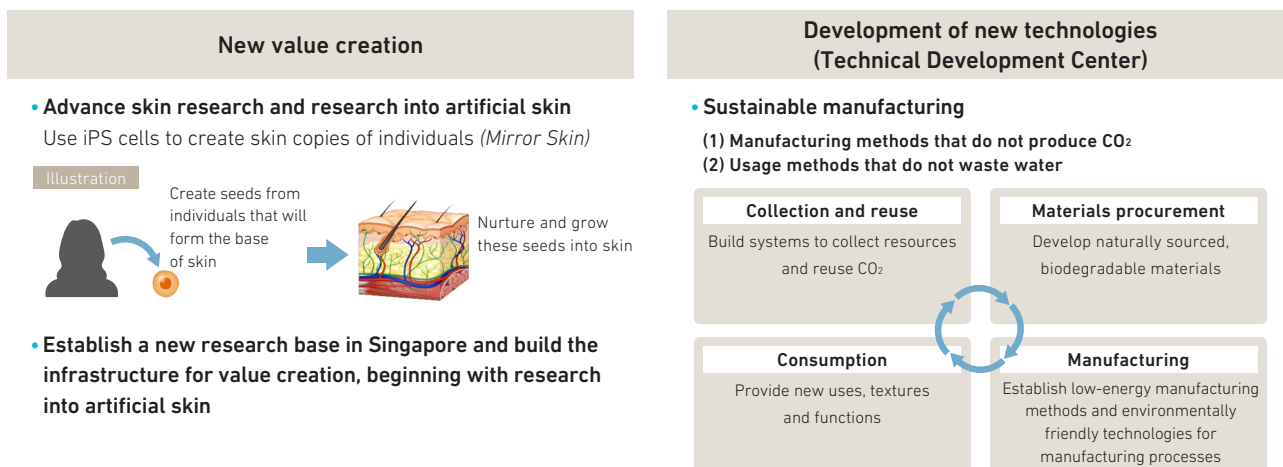 New value creation
• Advance skin research and research into artificial skin
Use iPS cells to create skin copies of individuals (Mirror Skin)
Illustration
Create seeds from
individuals that will
form the base
of skin
Nurture and grow
these seeds into skin
• Establish a new research base in Singapore and build the
infrastructure for value creation, beginning with research
into artificial skin
Development of new technologies
(Technical Development Center)
• Sustainable manufacturing
(1) Manufacturing methods that do not produce CO2
(2) Usage methods that do not waste water
Collection and reuse
Build systems to collect resources
and reuse CO2
Materials procurement
Develop naturally sourced,
biodegradable materials
Consumption
Provide new uses, textures
and functions
Manufacturing
Establish low-energy manufacturing
methods and environmentally
friendly technologies for
manufacturing processes